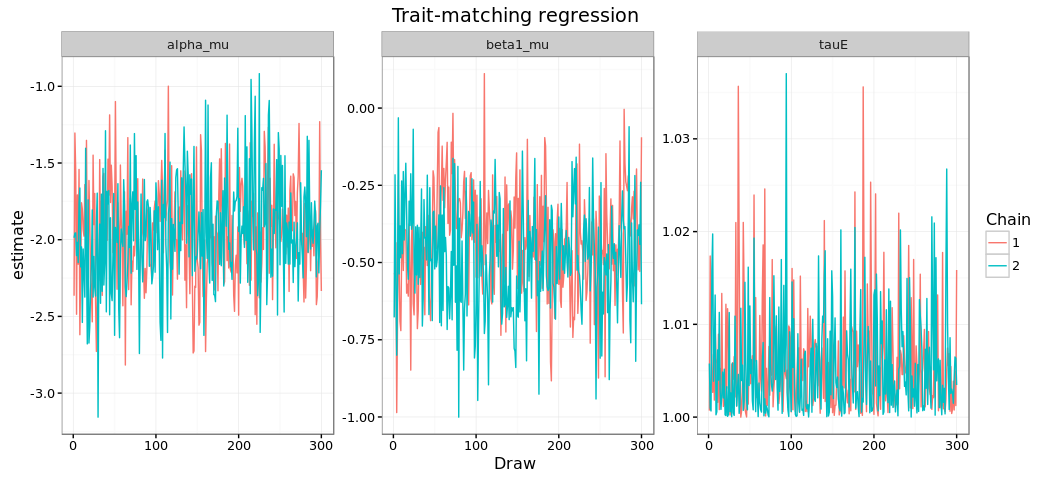 Trait-matching regression
alpha_mu
beta1_mu
tauE
estimate
-1.0
-1.5
-2.0
-2.5
-3.0
0.00
-0.25
-0.50
-0.75
-1.00
1.03
1.02
1.01
1.00
0 100 200 300
0 100 200 300
0 100 200 300
Draw
Chain
1
2